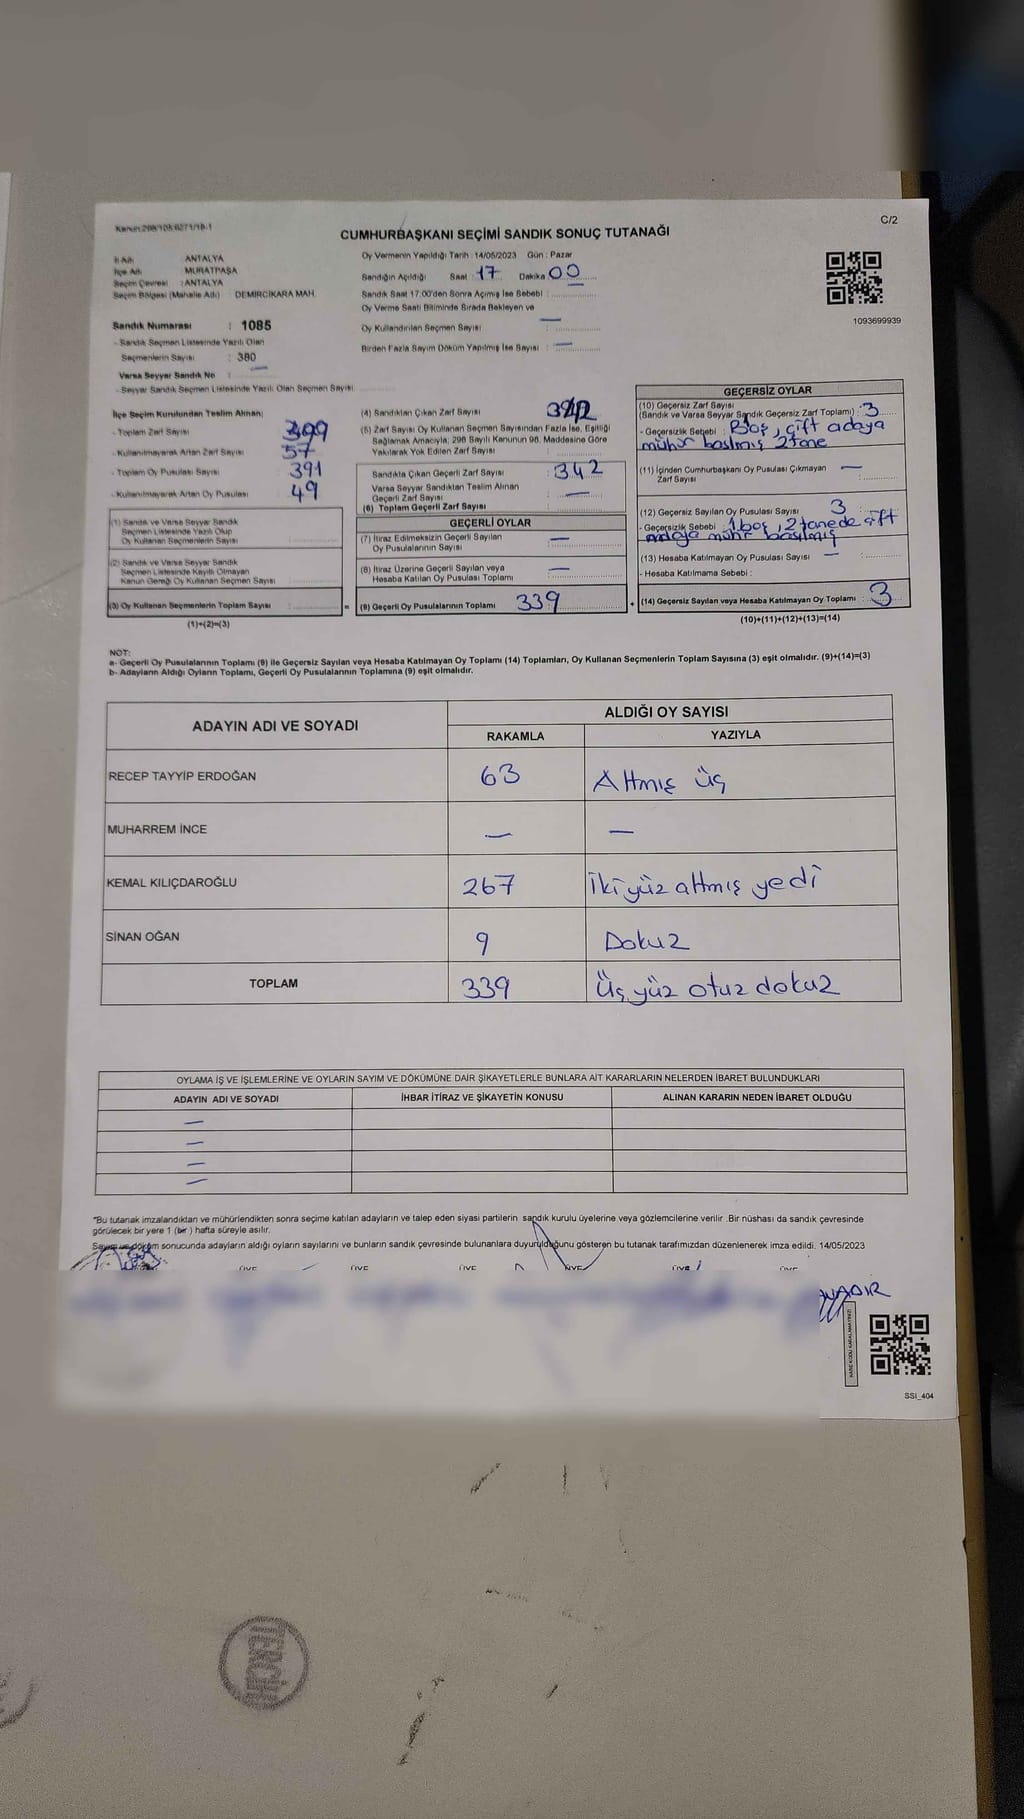 Kanun:298/105,6271/18-1
C/2
CUMHURBAŞKANI SEÇİMİ SANDIK SONUÇ TUTANAĞI
İl Adı : ANTALYA
İlçe Adı : MURATPAŞA
Seçim Çevresi : ANTALYA
Seçim Bölgesi (Mahalle Adı) : DEMİRCİKARA MAH.
Oy Vermenin Yapıldığı Tarih : 14/05/2023 Gün : Pazar
Sandığın Açıldığı Saat : 17 Dakika 00
Sandık Saat 17.00'den Sonra Açımış İse Sebebi :
Oy Verme Saati Bitiminde Sırada Bekleyen ve
Oy Kullandırılan Seçmen Sayısı : —
Birden Fazla Sayım Döküm Yapılmış İse Sayısı : —
1093699939
Sandık Numarası : 1085
- Sandık Seçmen Listesinde Yazılı Olan
Seçmenlerin Sayısı : 380
Varsa Seyyar Sandık No : —
- Seyyar Sandık Seçmen Listesinde Yazılı Olan Seçmen Sayısı :
İlçe Seçim Kurulundan Teslim Alınan;
- Toplam Zarf Sayısı : 399
- Kullanılmayarak Artan Zarf Sayısı : 57
- Toplam Oy Pusulası Sayısı : 391
- Kullanılmayarak Artan Oy Pusulası : 49
(1) Sandık ve Varsa Seyyar Sandık
Seçmen Listesinde Yazılı Olup
Oy Kullanan Seçmenlerin Sayısı :
(2) Sandık ve Varsa Seyyar Sandık
Seçmen Listesinde Kayıtlı Olmayan
Kanun Gereği Oy Kullanan Seçmen Sayısı :
(3) Oy Kullanan Seçmenlerin Toplam Sayısı : =
(1)+(2)=(3)
(4) Sandıktan Çıkan Zarf Sayısı : 342
(5) Zarf Sayısı Oy Kullanan Seçmen Sayısından Fazla İse, Eşitliği
Sağlamak Amacıyla; 298 Sayılı Kanunun 98. Maddesine Göre
Yakılarak Yok Edilen Zarf Sayısı :
Sandıkta Çıkan Geçerli Zarf Sayısı : 342
Varsa Seyyar Sandıktan Teslim Alınan
Geçerli Zarf Sayısı : —
(6) Toplam Geçerli Zarf Sayısı :
GEÇERLİ OYLAR
(7) İtiraz Edilmeksizin Geçerli Sayılan
Oy Pusulalarının Sayısı : —
(8) İtiraz Üzerine Geçerli Sayılan veya
Hesaba Katılan Oy Pusulası Toplamı : —
(9) Geçerli Oy Pusulalarının Toplamı : 339 +
GEÇERSİZ OYLAR
(10) Geçersiz Zarf Sayısı
(Sandık ve Varsa Seyyar Sandık Geçersiz Zarf Toplamı) : 3
- Geçersizlik Sebebi : Boş, çift adaya
mühür basılmış 2 tane
(11) İçinden Cumhurbaşkanı Oy Pusulası Çıkmayan
Zarf Sayısı : —
(12) Geçersiz Sayılan Oy Pusulası Sayısı : 3
- Geçersizlik Sebebi : 1 boş, 2 tanede çift
adaya mühür basılmış
(13) Hesaba Katılmayan Oy Pusulası Sayısı : —
- Hesaba Katılmama Sebebi :
(14) Geçersiz Sayılan veya Hesaba Katılmayan Oy Toplamı : 3
(10)+(11)+(12)+(13)=(14)
NOT:
a- Geçerli Oy Pusulalarının Toplamı (9) ile Geçersiz Sayılan veya Hesaba Katılmayan Oy Toplamı (14) Toplamları, Oy Kullanan Seçmenlerin Toplam Sayısına (3) eşit olmalıdır. (9)+(14)=(3)
b- Adayların Aldığı Oyların Toplamı, Geçerli Oy Pusulalarının Toplamına (9) eşit olmalıdır.
ADAYIN ADI VE SOYADI ALDIĞI OY SAYISI
RAKAMLA YAZIYLA
RECEP TAYYİP ERDOĞAN 63 Altmış üç
MUHARREM İNCE — —
KEMAL KILIÇDAROĞLU 267 İkiyüz altmış yedi
SİNAN OĞAN 9 Dokuz
TOPLAM 339 Üç yüz otuz dokuz
OYLAMA İŞ VE İŞLEMLERİNE VE OYLARIN SAYIM VE DÖKÜMÜNE DAİR ŞİKAYETLERLE BUNLARA AİT KARARLARIN NELERDEN İBARET BULUNDUKLARI
ADAYIN ADI VE SOYADI İHBAR İTİRAZ VE ŞİKAYETİN KONUSU ALINAN KARARIN NEDEN İBARET OLDUĞU
—
—
—
—
*Bu tutanak imzalandıktan ve mühürlendikten sonra seçime katılan adayların ve talep eden siyasi partilerin sandık kurulu üyelerine veya gözlemcilerine verilir .Bir nüshası da sandık çevresinde
görülecek bir yere 1 (bir ) hafta süreyle asılır.
Sayım ve döküm sonucunda adayların aldığı oyların sayılarını ve bunların sandık çevresinde bulunanlara duyurulduğunu gösteren bu tutanak tarafımızdan düzenlenerek imza edildi. 14/05/2023
ÜYE ÜYE ÜYE ÜYE ÜYE ÜYE
SSI_404
TERCİH